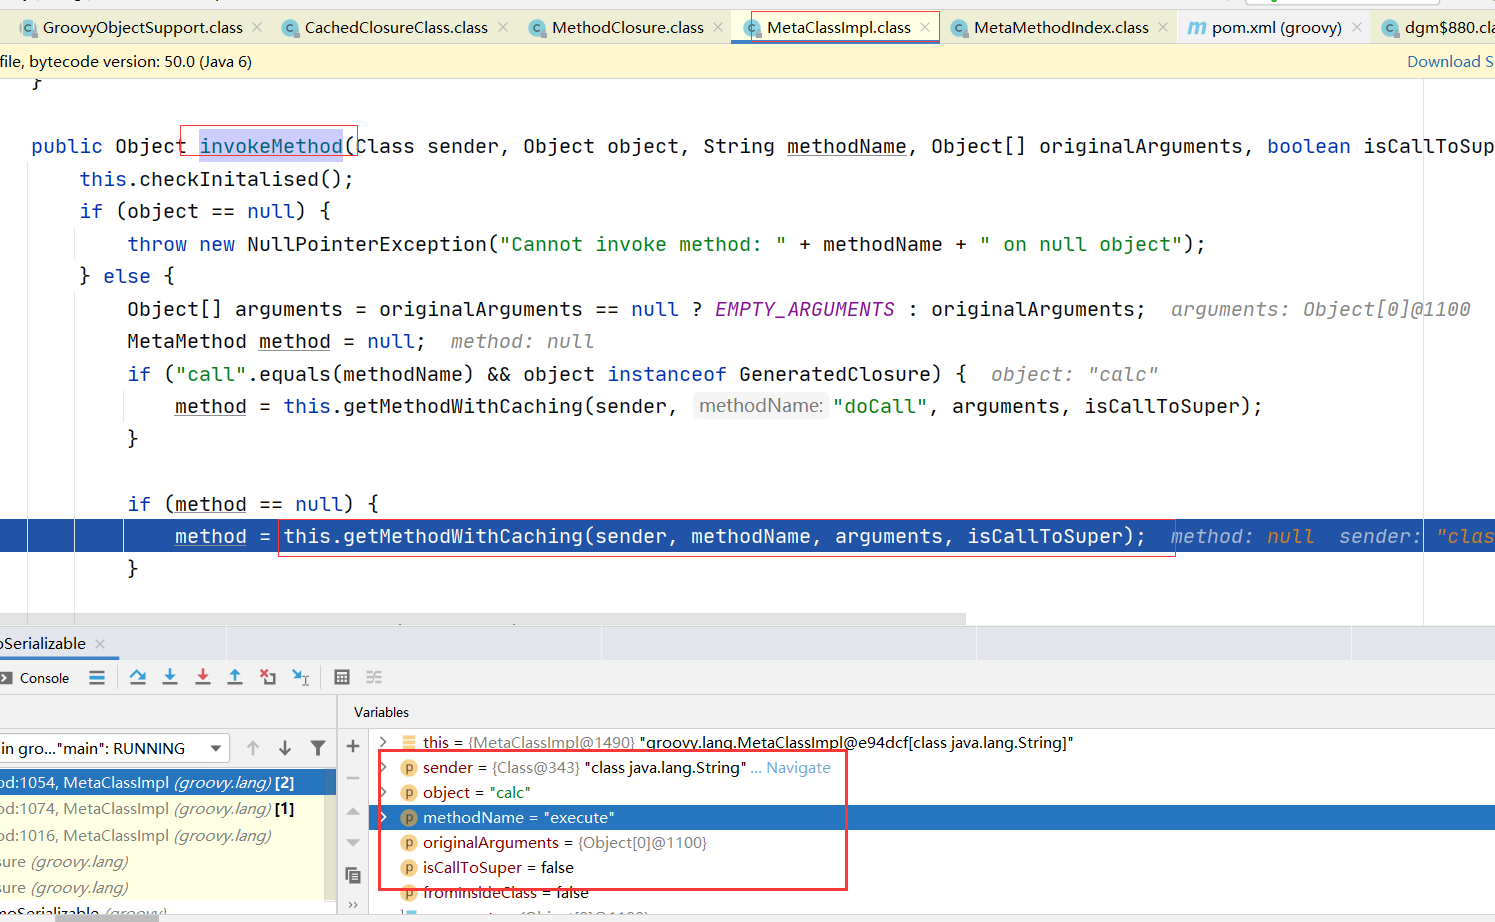 GroovyObjectSupport.class CachedClosureClass.class MethodClosure.class MetaClassImpl.class MetaMethodIndex.class pom.xml (groovy) dgm$880.cla
file, bytecode version: 50.0 (Java 6) Download S
}
public Object invokeMethod(Class sender, Object object, String methodName, Object[] originalArguments, boolean isCallToSup
this.checkInitalised();
if (object == null) {
throw new NullPointerException("Cannot invoke method: " + methodName + " on null object");
} else {
Object[] arguments = originalArguments == null ? EMPTY_ARGUMENTS : originalArguments; arguments: Object[0]@1100
MetaMethod method = null; method: null
if ("call".equals(methodName) && object instanceof GeneratedClosure) { object: "calc"
method = this.getMethodWithCaching(sender, methodName: "doCall", arguments, isCallToSuper);
}
if (method == null) {
method = this.getMethodWithCaching(sender, methodName, arguments, isCallToSuper); method: null sender: "clas
}
oSerializable
Console
Variables
in gro..."main": RUNNING
this = {MetaClassImpl@1490} "groovy.lang.MetaClassImpl@e94dcf[class java.lang.String]"
od:1054, MetaClassImpl (groovy.lang) [2]
od:1074, MetaClassImpl (groovy.lang) [1]
od:1016, MetaClassImpl (groovy.lang)
sure (groovy.lang)
sure (groovy.lang)
moSerializable (groovy)
sender = {Class@343} "class java.lang.String" ... Navigate
object = "calc"
methodName = "execute"
originalArguments = {Object[0]@1100}
isCallToSuper = false
fromInsideClass = false